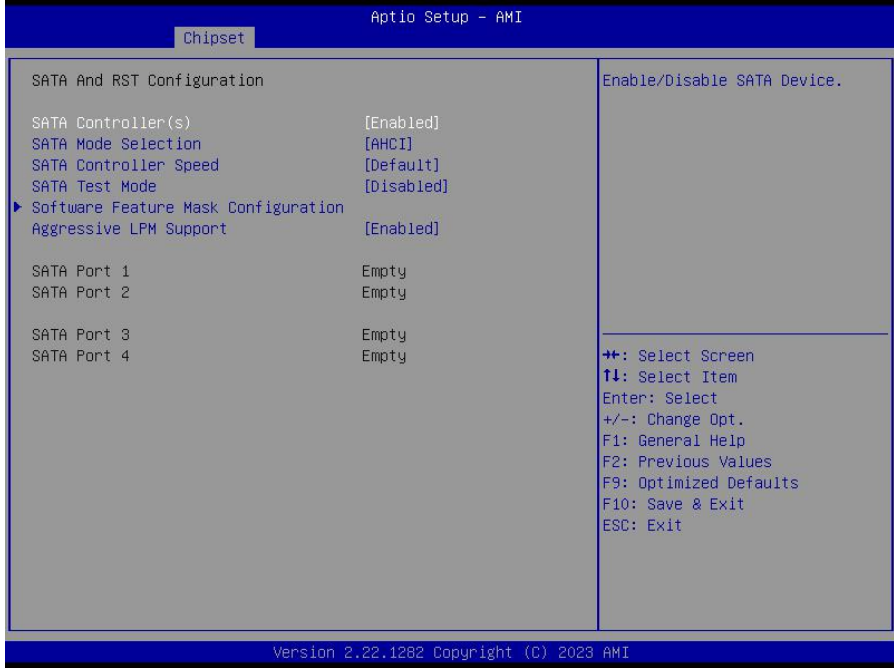 Aptio Setup – AMI
Chipset
SATA And RST Configuration
SATA Controller(s) [Enabled]
SATA Mode Selection [AHCI]
SATA Controller Speed [Default]
SATA Test Mode [Disabled]
Software Feature Mask Configuration
Aggressive LPM Support [Enabled]
SATA Port 1 Empty
SATA Port 2 Empty
SATA Port 3 Empty
SATA Port 4 Empty
Enable/Disable SATA Device.
→←: Select Screen
↑↓: Select Item
Enter: Select
+/-: Change Opt.
F1: General Help
F2: Previous Values
F9: Optimized Defaults
F10: Save & Exit
ESC: Exit
Version 2.22.1282 Copyright (C) 2023 AMI